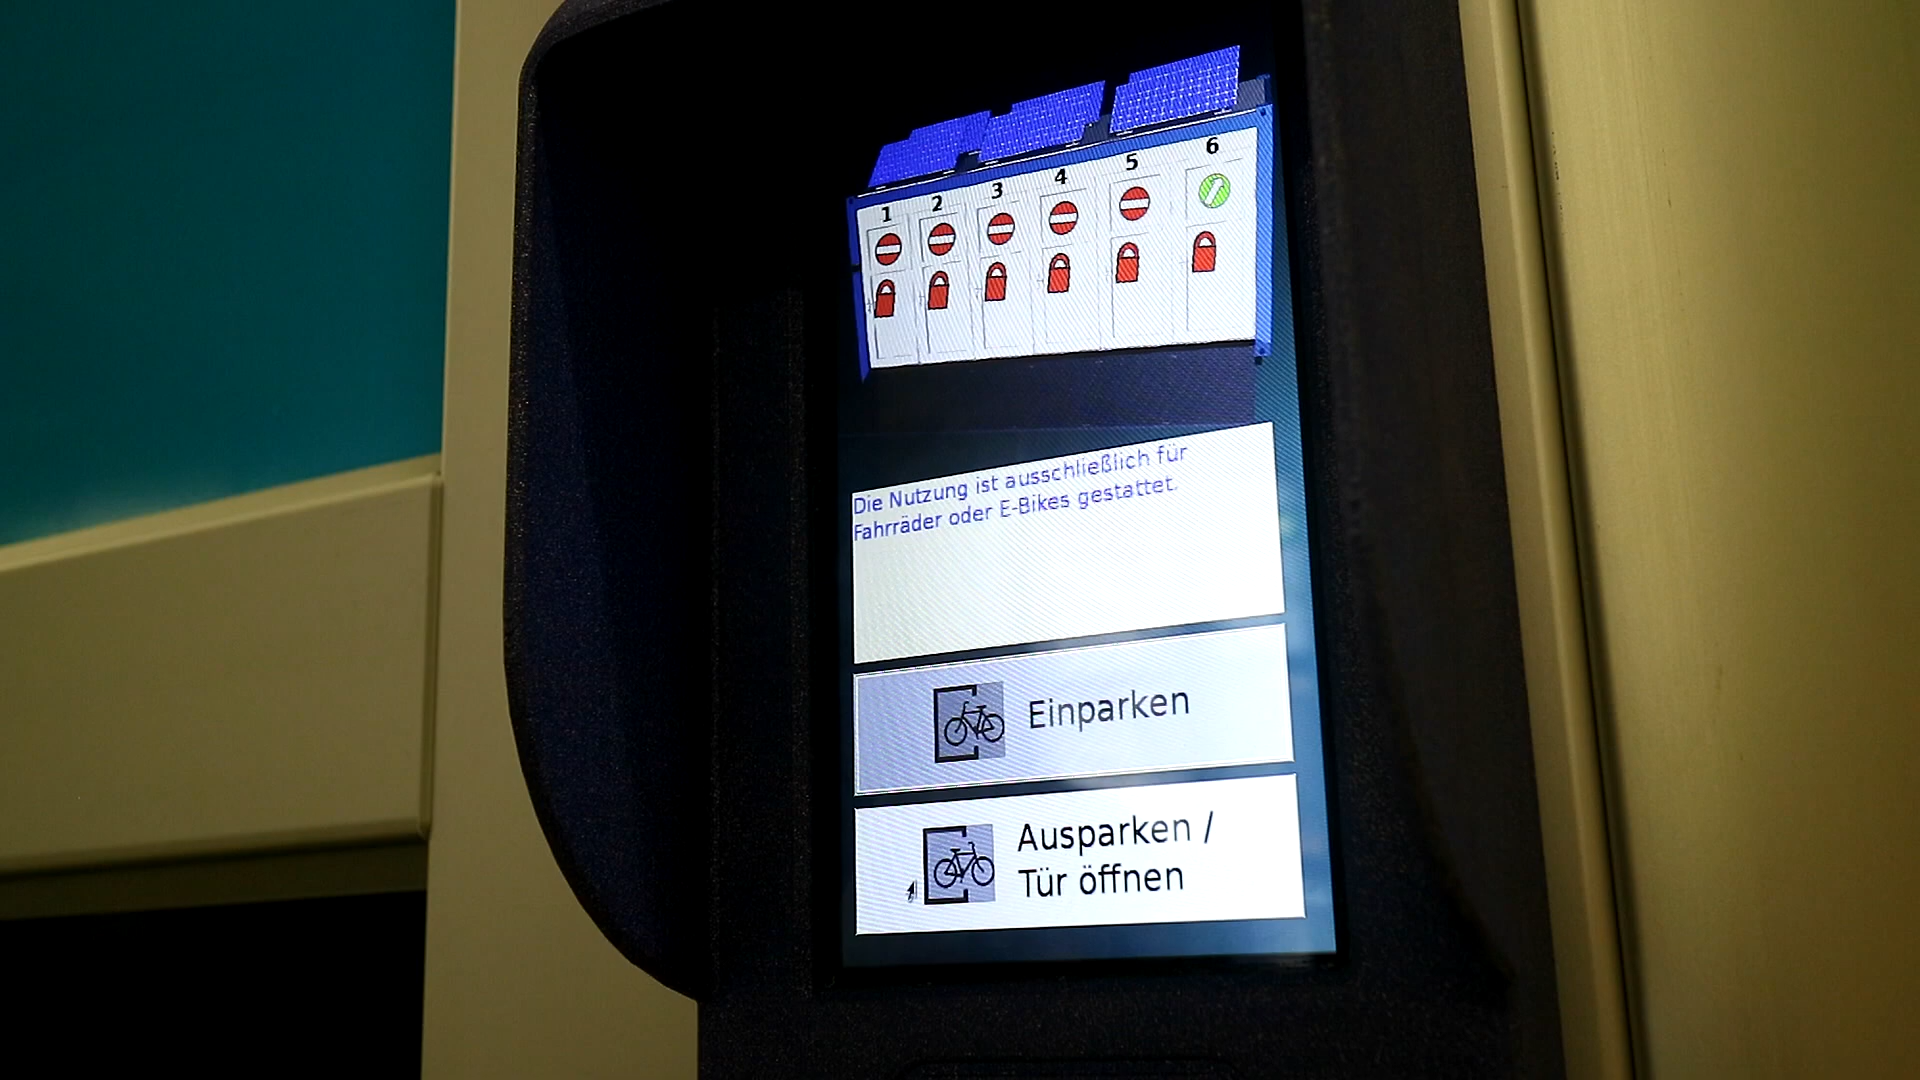 1 2 3 4 5 6
Die Nutzung ist ausschließlich für
Fahrräder oder E-Bikes gestattet.
Einparken
Ausparken /
Tür öffnen